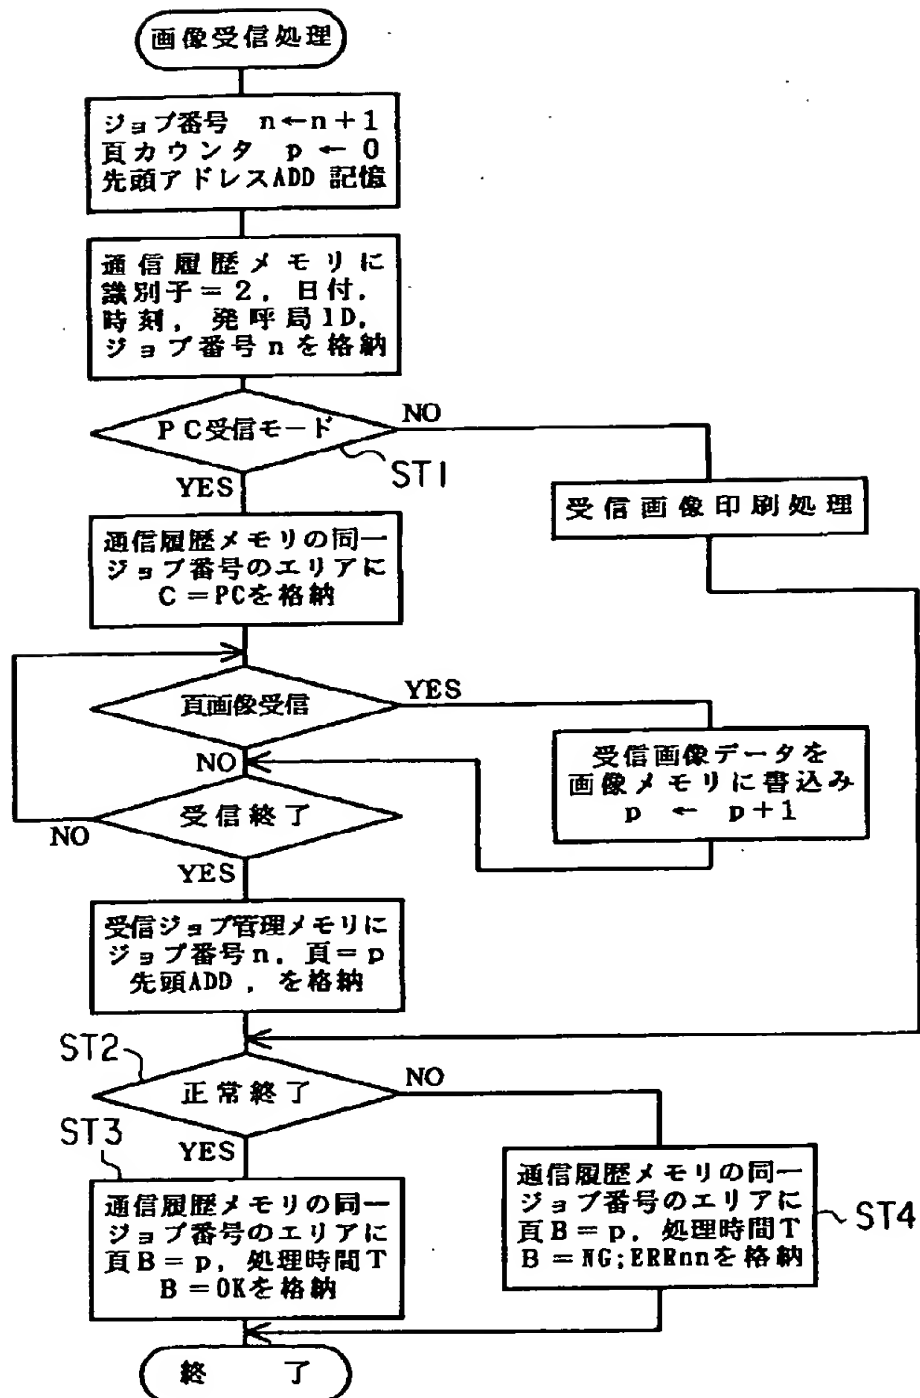 画像受信処理
ジョブ番号 n←n+1
頁カウンタ p ← 0
先頭アドレスADD 記憶
通信履歴メモリに
識別子=2, 日付,
時刻, 発呼局ID,
ジョブ番号nを格納
PC受信モード
NO
ST1
YES
受信画像印刷処理
通信履歴メモリの同一
ジョブ番号のエリアに
C=PCを格納
頁画像受信
YES
NO
受信画像データを
画像メモリに書込み
p ← p+1
受信終了
NO
YES
受信ジョブ管理メモリに
ジョブ番号n, 頁=p
先頭ADD, を格納
ST2
正常終了
NO
ST3
YES
通信履歴メモリの同一
ジョブ番号のエリアに
頁B=p, 処理時間T
B=OKを格納
通信履歴メモリの同一
ジョブ番号のエリアに
頁B=p, 処理時間T
B=NG;ERRnnを格納
ST4
終 了